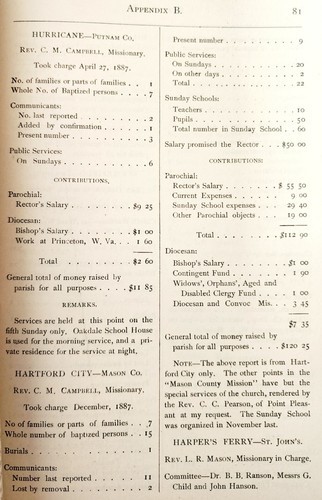 APPENDIX B. 81
HURRICANE—PUTNAM CO,
REV. C. M. CAMPBELL, Missionary.
Took charge April 27, 1887.
No. of families or parts of families . . 1
Whole No. of Baptized persons . . . . 7
Communicants:
No. last reported . . . . . . . . . . 2
Added by confirmation . . . . . . . 1
Present number . . . . . . . . . . . 3
Public Services:
On Sundays . . . . . . . . . . . . . 6
CONTRIBUTIONS,
Parochial:
Rector's Salary . . . . . . . . $9 25
Diocesan:
Bishop's Salary . . . . . . . . $1 00
Work at Princeton, W. Va. . . 1 60
Total . . . . . . . . . $2 60
General total of money raised by
parish for all purposes . . . . $11 85
REMARKS.
Services are held at this point on the
fifth Sunday only, Oakdale School House
is used for the morning service, and a pri-
vate residence for the service at night,
HARTFORD CITY—MASON CO.
REV. C. M, CAMPBELL, Missionary,
Took charge December, 1887.
No of families or parts of families . . .7
Whole number of baptized persons, . .15
Burials . . . . . . . . . . . . . . . . 1
Communicants:
Number last reported . . . . . . . 11
Lost by removal . . . . . . . . . . 2
Present number . . . . . . . . . . . 9
Public Services:
On Sundays . . . . . . . . . . . . 20
On other days . . . . . . . . . . . 2
Total . . . . . . . . . . . . . . . 22
Sunday Schools:
Teachers . . . . . . . . . . . . . 10
Pupils . . . . . . . . . . . . . . 50
Total number in Sunday School . . 60
Salary promised the Rector . . . $50 00
CONTRIBUTIONS:
Parochial:
Rector's Salary . . . . . . . $ 55 50
Current Expenses . . . . . . . 9 00
Sunday School expenses . . . 29 40
Other Parochial objects . . . 19 00
Total . . . . . . . . . $112 90
Diocesan:
Bishop's Salary . . . . . . . . $1 00
Contingent Fund . . . . . . . . 1 90
Widows', Orphans', Aged and
Disabled Clergy Fund . . . . 1 00
Diocesan and Convoc Mis. . . 3 45
$7 35
General total of money raised by
parish for all purposes . . . . $120 25
NOTE—The above report is from Hart-
ford City only. The other points in the
"Mason County Mission" have but the
special services of the church, rendered by
the Rev. C. C. Pearson, of Point Pleas-
ant at my request. The Sunday School
was organized in November last.
HARPER'S FERRY—ST. JOHN'S.
REV. L. R. MASON, Missionary in Charge,
Committee—Dr. B. B, Ranson, Messrs G.
Child and John Hanson.